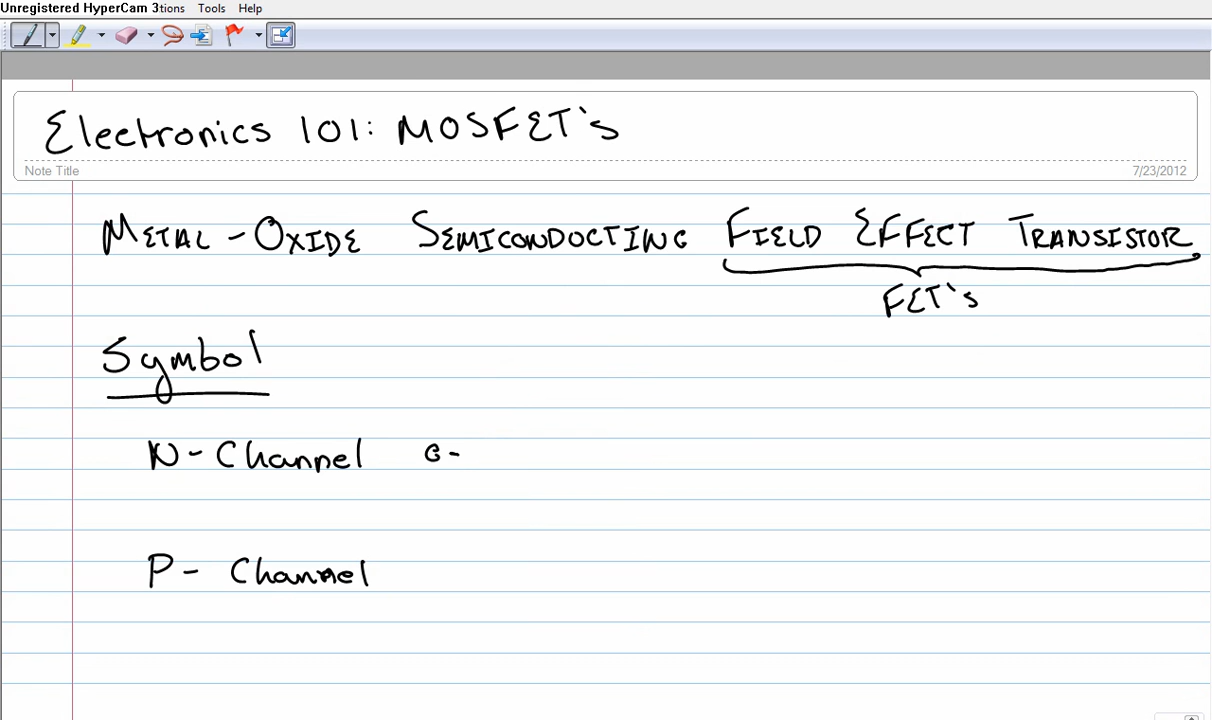 Unregistered HyperCam 3tions Tools Help
Electronics 101: MOSFET's
Note Title 7/23/2012
METAL-OXIDE SEMICONDUCTING FIELD EFFECT TRANSISTOR
FET's
Symbol
N- Channel G-
P- Channel